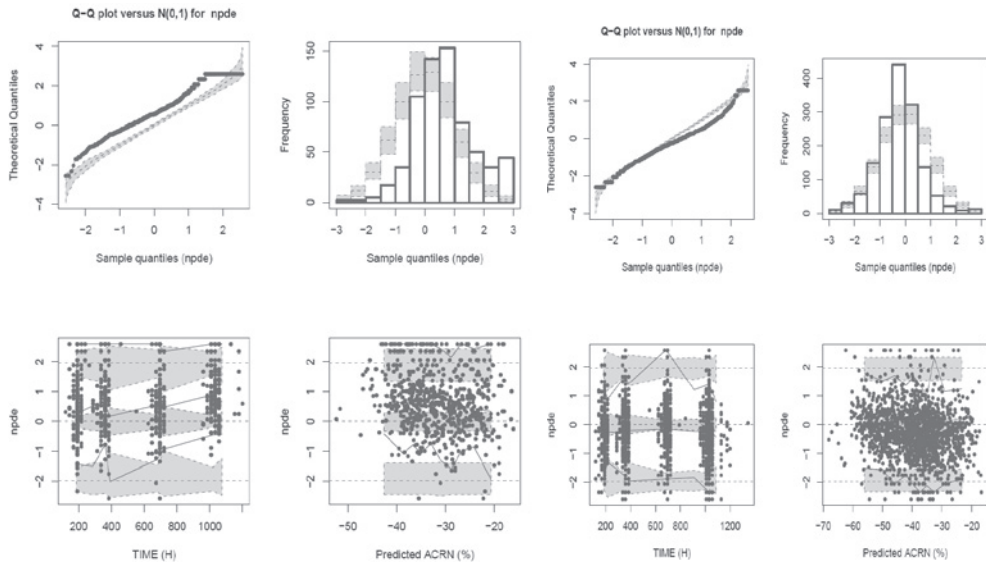 Q-Q plot versus N(0,1) for npde
Theoretical Quantiles
4
2
0
-2
-4
-2 -1 0 1 2
Sample quantiles (npde)
Frequency
150
100
50
0
-3 -2 -1 0 1 2 3
Sample quantiles (npde)
Q-Q plot versus N(0,1) for npde
Theoretical Quantiles
4
2
0
-2
-4
-2 -1 0 1 2
Sample quantiles (npde)
Frequency
400
300
200
100
0
-3 -2 -1 0 1 2 3
Sample quantiles (npde)
npde
2
1
0
-1
-2
200 400 600 800 1000
TIME (H)
npde
2
1
0
-1
-2
-50 -40 -30 -20
Predicted ACRN (%)
npde
2
1
0
-1
-2
200 400 600 800 1200
TIME (H)
npde
2
1
0
-1
-2
-70 -60 -50 -40 -30 -20
Predicted ACRN (%)